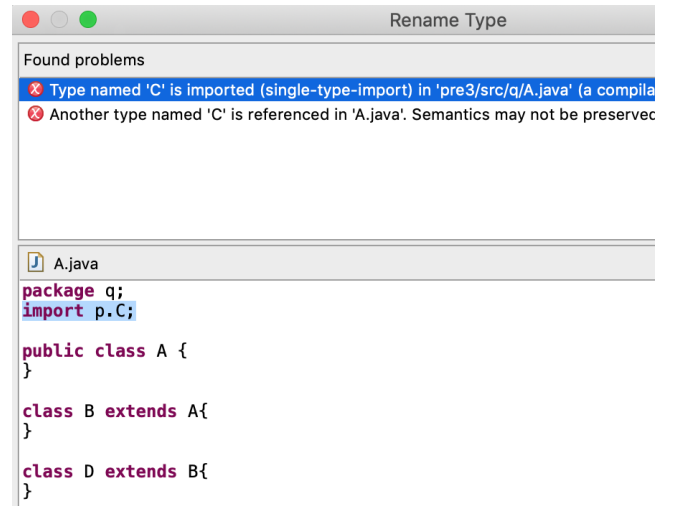 Rename Type
Found problems
Type named 'C' is imported (single-type-import) in 'pre3/src/q/A.java' (a compila
Another type named 'C' is referenced in 'A.java'. Semantics may not be preserved
A.java
package q;
import p.C;
public class A {
}
class B extends A{
}
class D extends B{
}